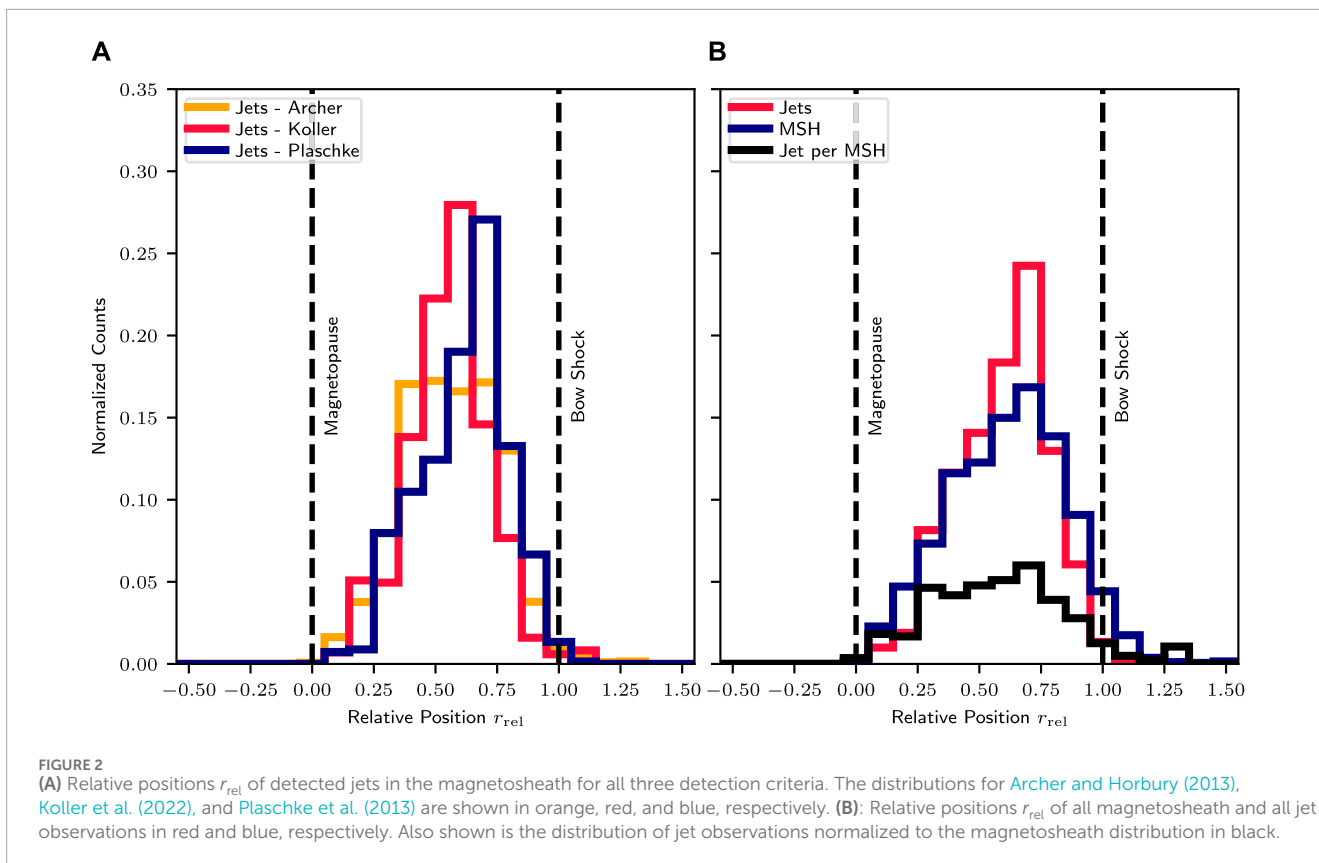 A
B
Jets - Archer
Jets - Koller
Jets - Plaschke
Jets
MSH
Jet per MSH
0.35
0.30
0.25
0.20
0.15
0.10
0.05
0.00
Normalized Counts
Magnetopause
Bow Shock
Magnetopause
Bow Shock
−0.50 −0.25 0.00 0.25 0.50 0.75 1.00 1.25 1.50
−0.50 −0.25 0.00 0.25 0.50 0.75 1.00 1.25 1.50
Relative Position r_rel
Relative Position r_rel
FIGURE 2
(A) Relative positions r_rel of detected jets in the magnetosheath for all three detection criteria. The distributions for Archer and Horbury (2013),
Koller et al. (2022), and Plaschke et al. (2013) are shown in orange, red, and blue, respectively. (B): Relative positions r_rel of all magnetosheath and all jet
observations in red and blue, respectively. Also shown is the distribution of jet observations normalized to the magnetosheath distribution in black.